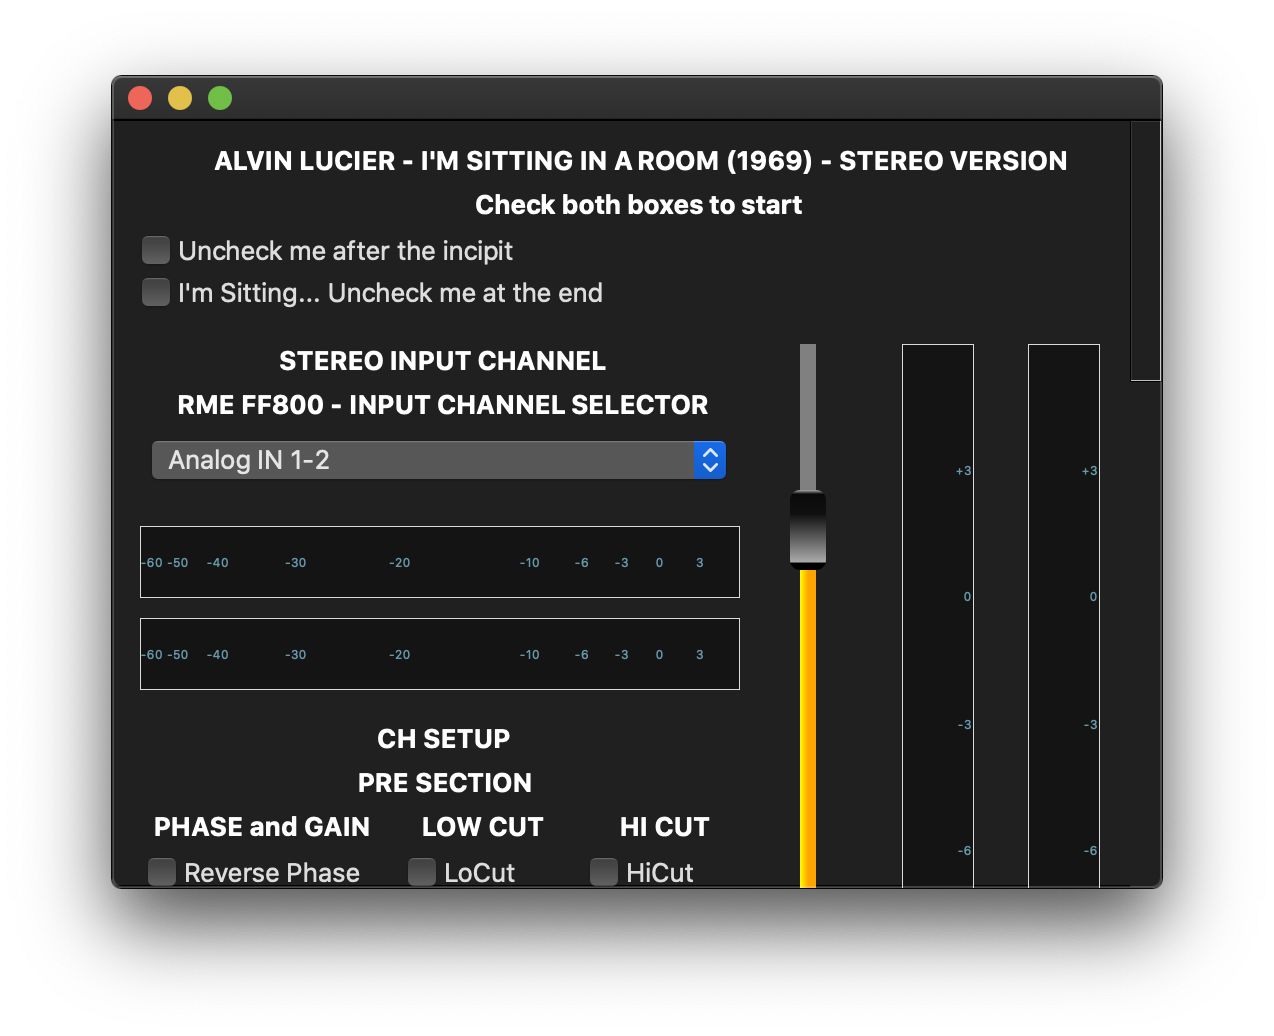 ALVIN LUCIER - I'M SITTING IN A ROOM (1969) - STEREO VERSION
Check both boxes to start
Uncheck me after the incipit
I'm Sitting... Uncheck me at the end
STEREO INPUT CHANNEL
RME FF800 - INPUT CHANNEL SELECTOR
Analog IN 1-2
-60 -50 -40 -30 -20 -10 -6 -3 0 3
-60 -50 -40 -30 -20 -10 -6 -3 0 3
CH SETUP
PRE SECTION
PHASE and GAIN LOW CUT HI CUT
Reverse Phase LoCut HiCut
+3 +3
0 0
-3 -3
-6 -6